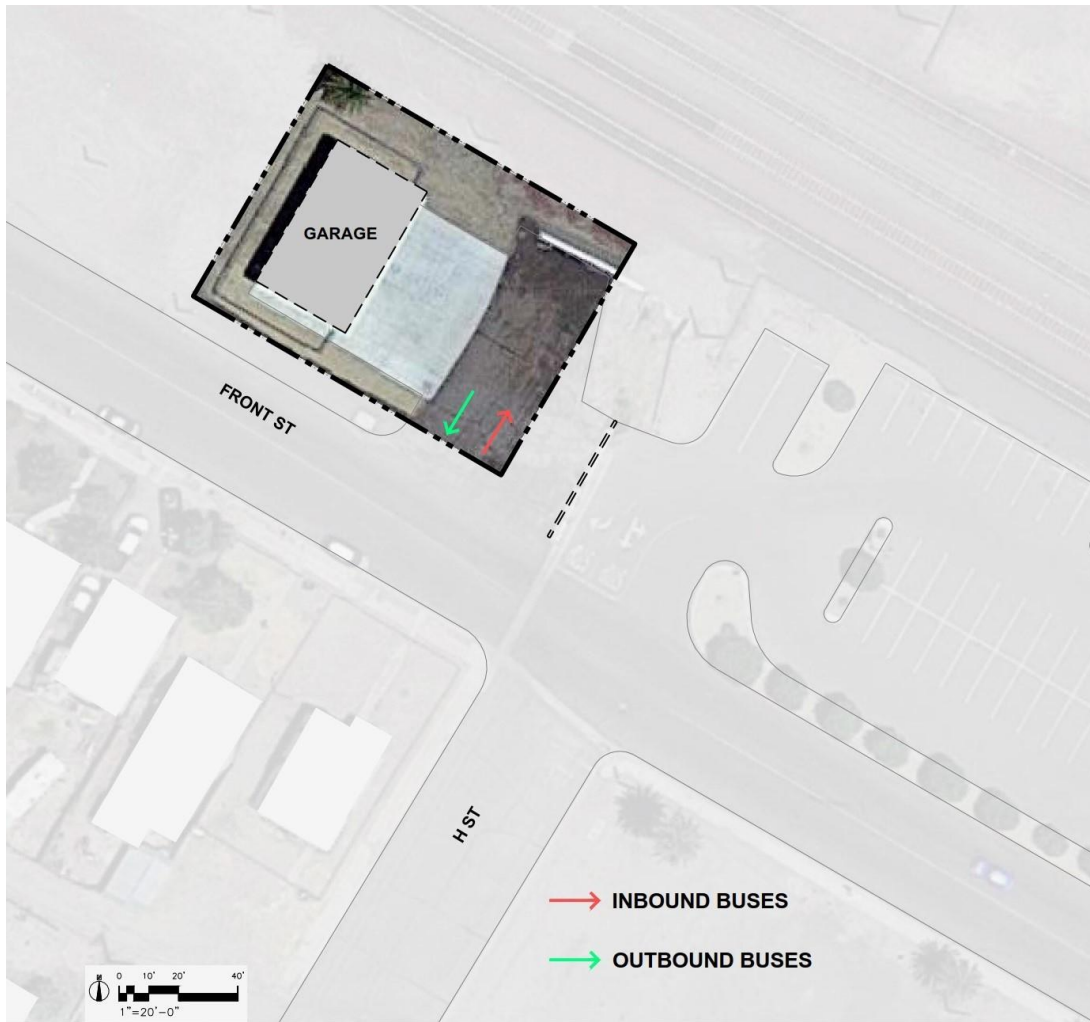 GARAGE
FRONT ST
H ST
INBOUND BUSES
OUTBOUND BUSES
N 0 10' 20' 40'
1"=20'-0"